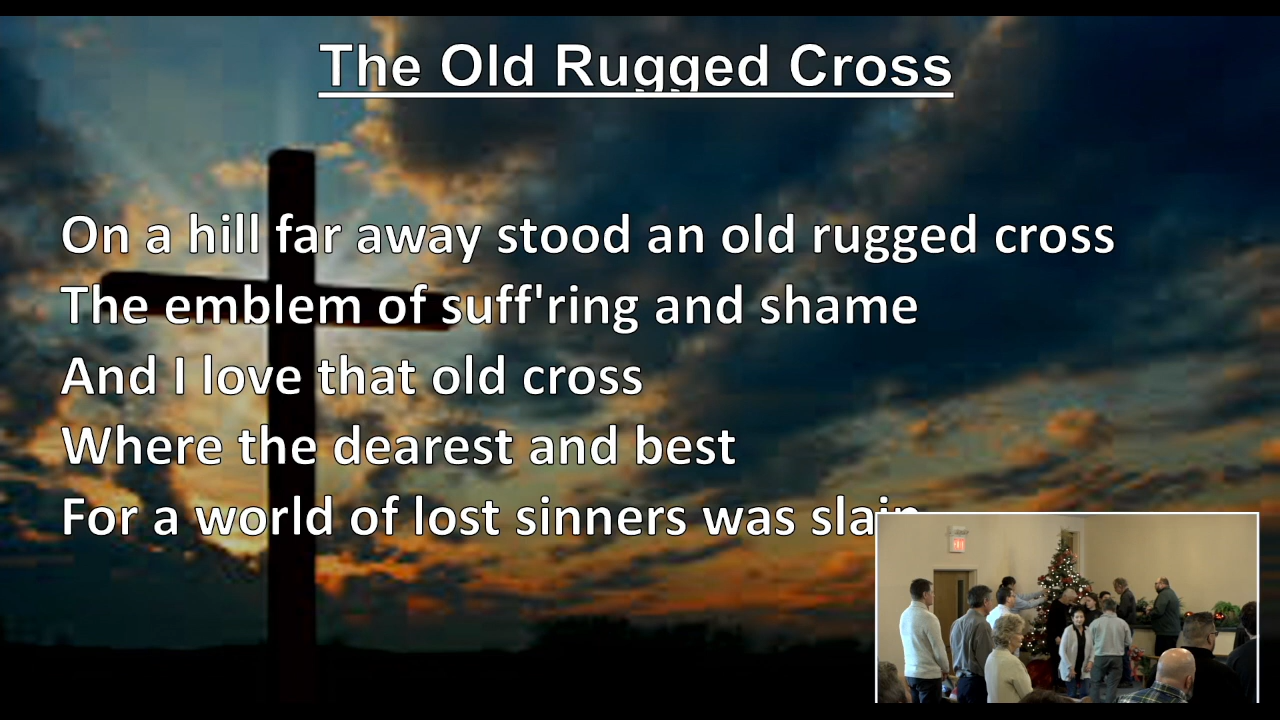 The Old Rugged Cross
On a hill far away stood an old rugged cross
The emblem of suff'ring and shame
And I love that old cross
Where the dearest and best
For a world of lost sinners was slain